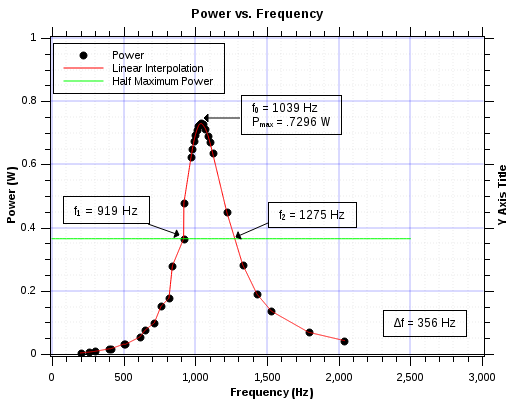 Power vs. Frequency
Power
Linear Interpolation
Half Maximum Power
f₀ = 1039 Hz
Pₘₐₓ = .7296 W
f₁ = 919 Hz
f₂ = 1275 Hz
Δf = 356 Hz
1
0.8
0.6
0.4
0.2
0
Power (W)
Y Axis Title
0 500 1,000 1,500 2,000 2,500 3,000
Frequency (Hz)